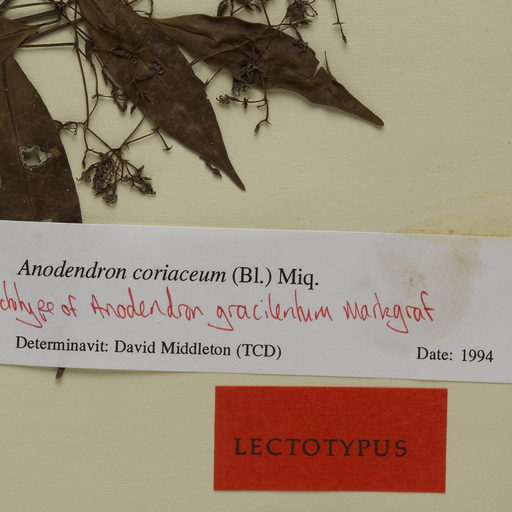 Anodendron coriaceum (Bl.) Miq.
ctotype of Anodendron gracilentum Markgraf
Determinavit: David Middleton (TCD) Date: 1994
LECTOTYPUS